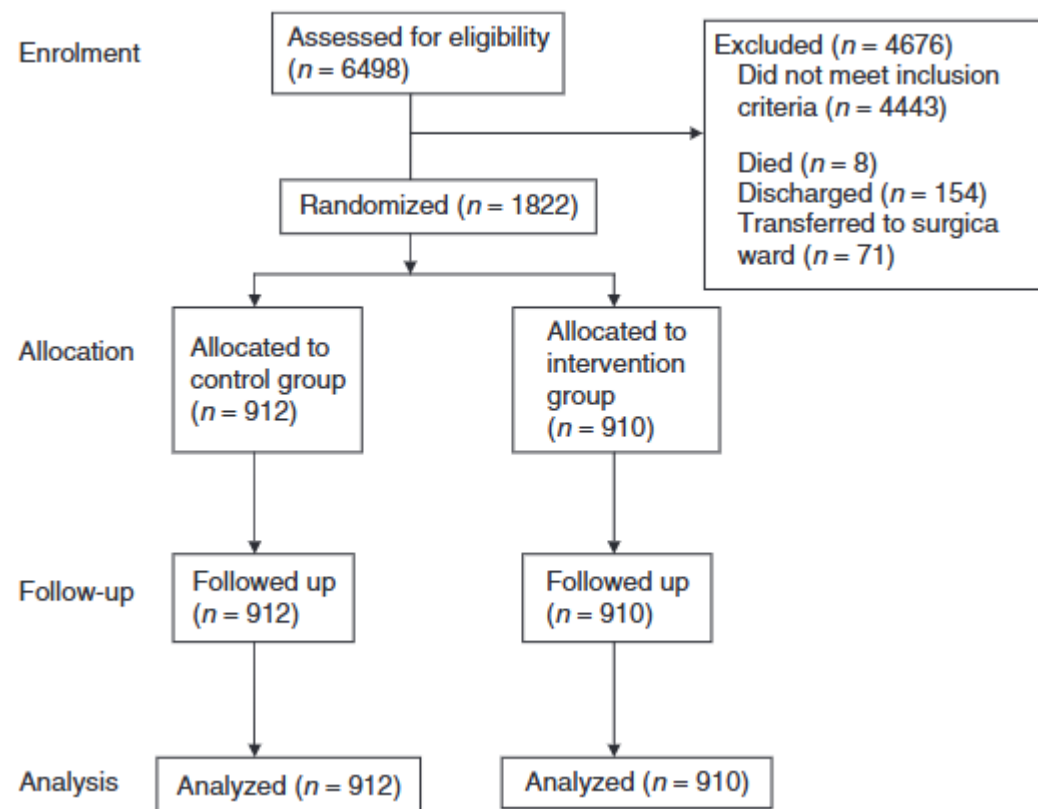 Enrolment
Assessed for eligibility
(n = 6498)
Excluded (n = 4676)
Did not meet inclusion
criteria (n = 4443)
Died (n = 8)
Discharged (n = 154)
Transferred to surgica
ward (n = 71)
Randomized (n = 1822)
Allocation
Allocated to
control group
(n = 912)
Allocated to
intervention
group
(n = 910)
Follow-up
Followed up
(n = 912)
Followed up
(n = 910)
Analysis
Analyzed (n = 912)
Analyzed (n = 910)